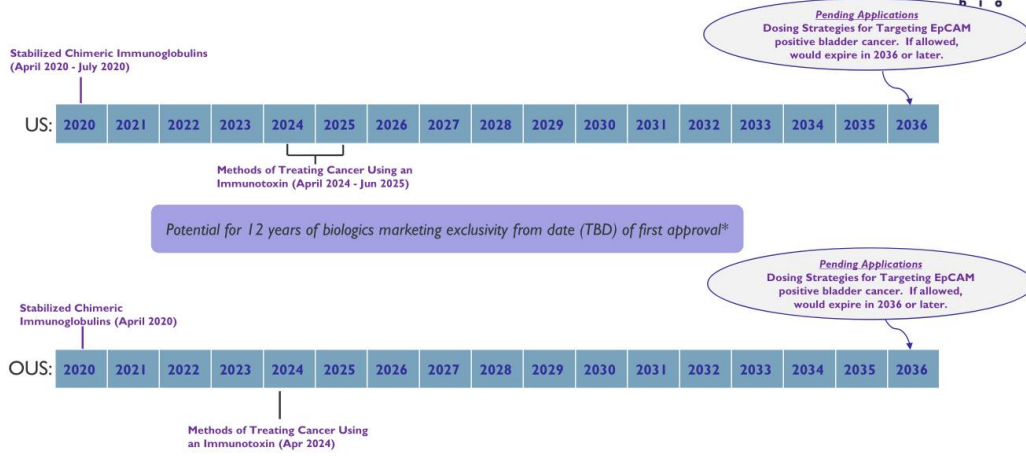 b i o
Pending Applications
Dosing Strategies for Targeting EpCAM
positive bladder cancer. If allowed,
would expire in 2036 or later.
Stabilized Chimeric Immunoglobulins
(April 2020 - July 2020)
US: 2020 2021 2022 2023 2024 2025 2026 2027 2028 2029 2030 2031 2032 2033 2034 2035 2036
Methods of Treating Cancer Using an
Immunotoxin (April 2024 - Jun 2025)
Potential for 12 years of biologics marketing exclusivity from date (TBD) of first approval*
Pending Applications
Dosing Strategies for Targeting EpCAM
positive bladder cancer. If allowed,
would expire in 2036 or later.
Stabilized Chimeric
Immunoglobulins (April 2020)
OUS: 2020 2021 2022 2023 2024 2025 2026 2027 2028 2029 2030 2031 2032 2033 2034 2035 2036
Methods of Treating Cancer Using
an Immunotoxin (Apr 2024)